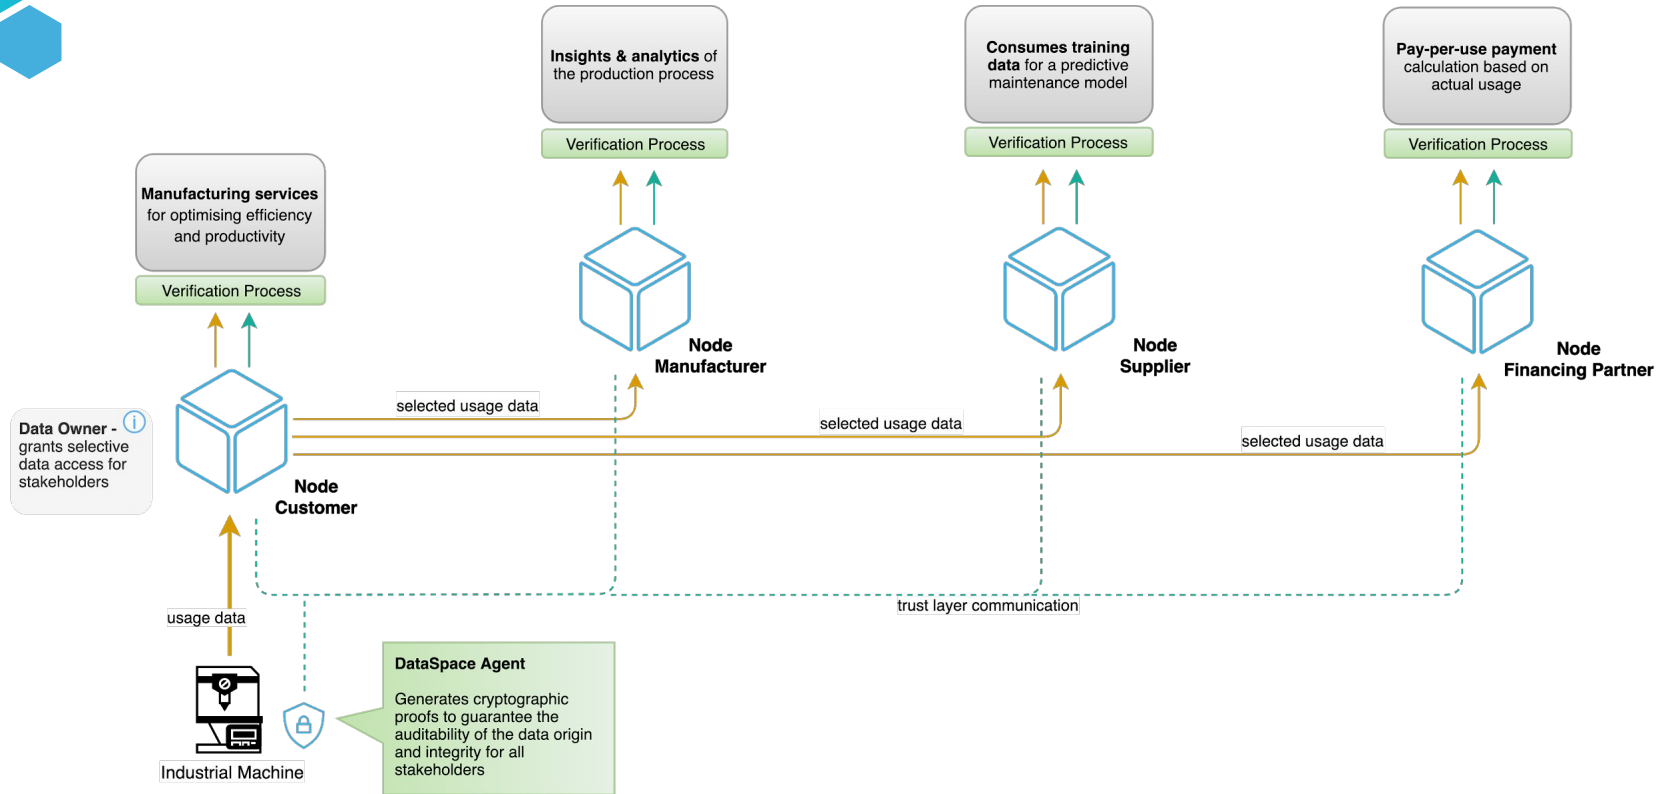 Insights & analytics of
the production process
Verification Process
Consumes training
data for a predictive
maintenance model
Verification Process
Pay-per-use payment
calculation based on
actual usage
Verification Process
Manufacturing services
for optimising efficiency
and productivity
Verification Process
Node
Manufacturer
Node
Supplier
Node
Financing Partner
selected usage data
selected usage data
selected usage data
Data Owner - i
grants selective
data access for
stakeholders
Node
Customer
trust layer communication
usage data
DataSpace Agent
Generates cryptographic
proofs to guarantee the
auditability of the data origin
and integrity for all
stakeholders
Industrial Machine